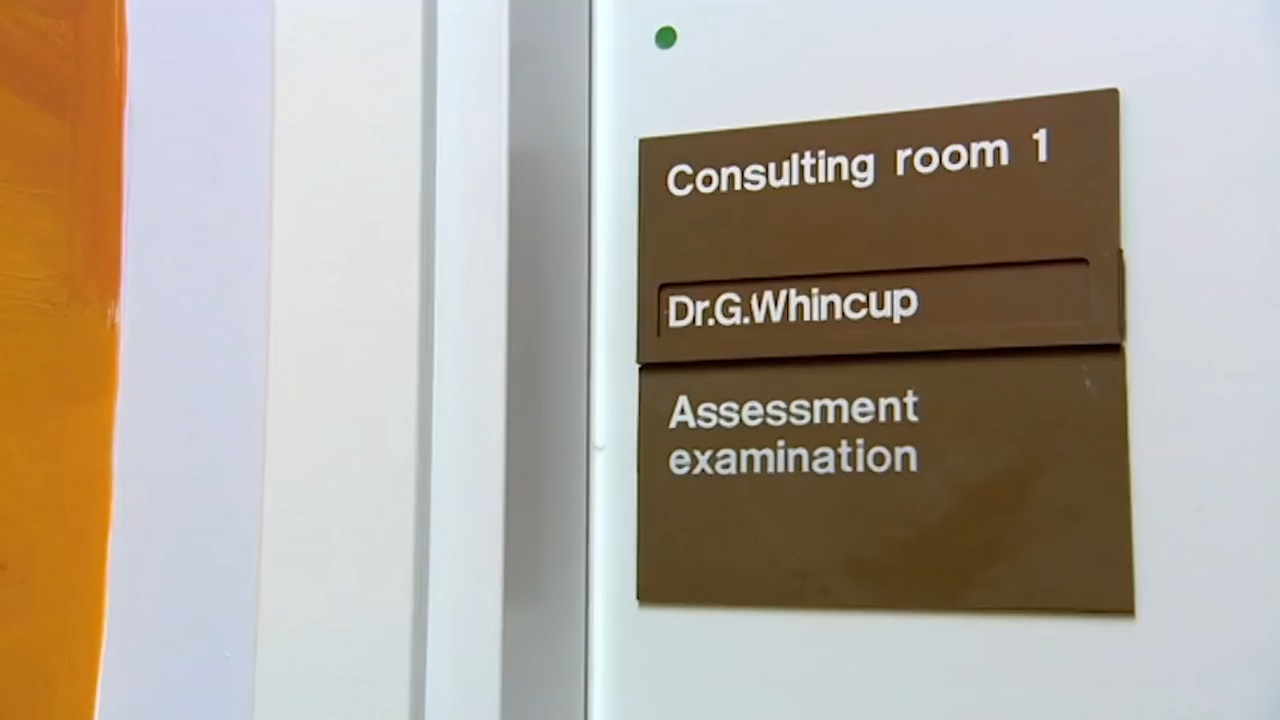 Consulting room 1
Dr.G.Whincup
Assessment
examination